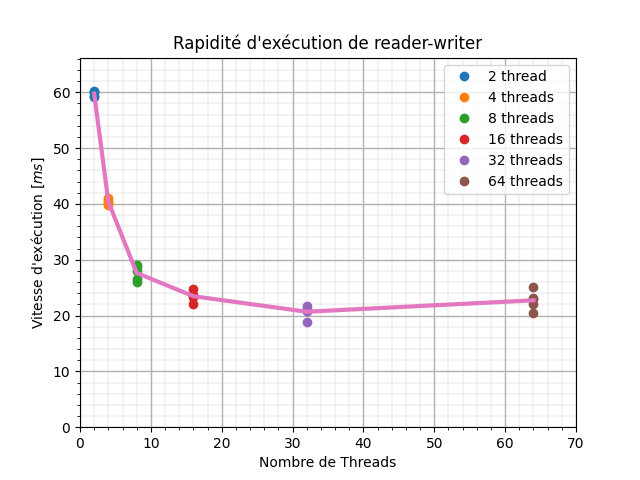 Rapidité d'exécution de reader-writer
Vitesse d'exécution [ms]
60
50
40
30
20
10
0
0 10 20 30 40 50 60 70
Nombre de Threads
2 thread
4 threads
8 threads
16 threads
32 threads
64 threads